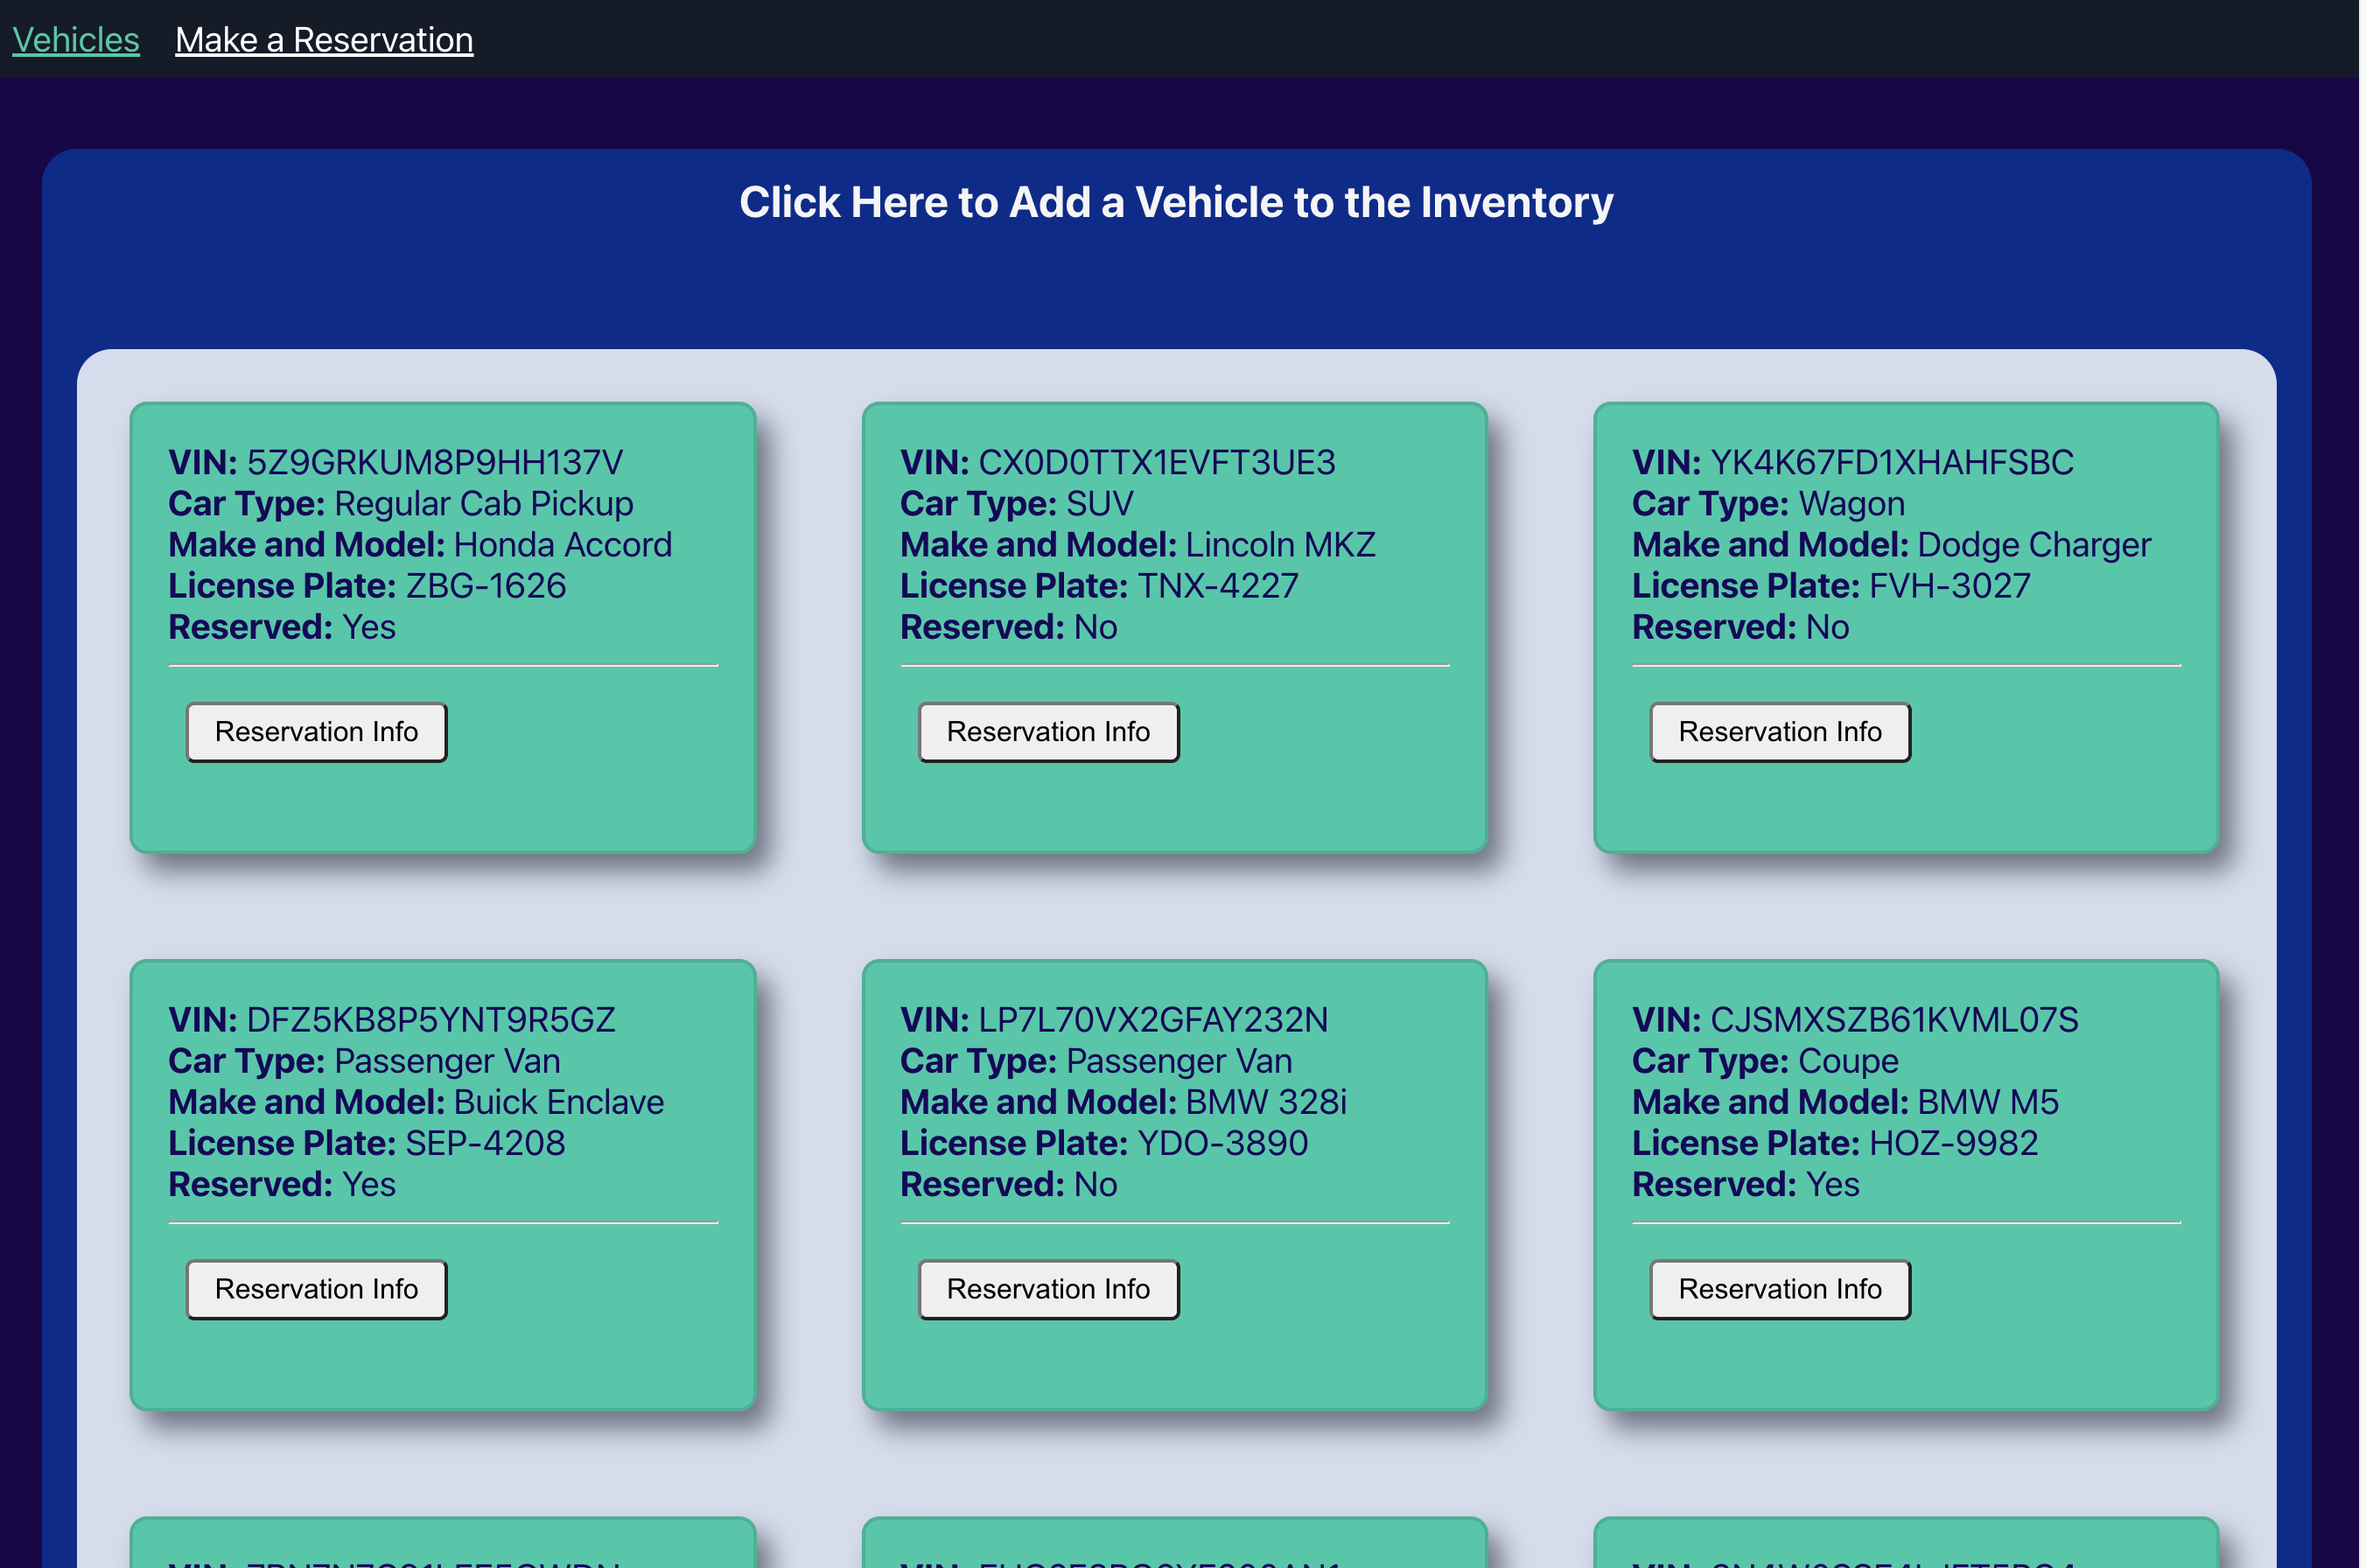 Vehicles Make a Reservation
Click Here to Add a Vehicle to the Inventory
VIN: 5Z9GRKUM8P9HH137V
Car Type: Regular Cab Pickup
Make and Model: Honda Accord
License Plate: ZBG-1626
Reserved: Yes
Reservation Info
VIN: CX0D0TTX1EVFT3UE3
Car Type: SUV
Make and Model: Lincoln MKZ
License Plate: TNX-4227
Reserved: No
Reservation Info
VIN: YK4K67FD1XHAHFSBC
Car Type: Wagon
Make and Model: Dodge Charger
License Plate: FVH-3027
Reserved: No
Reservation Info
VIN: DFZ5KB8P5YNT9R5GZ
Car Type: Passenger Van
Make and Model: Buick Enclave
License Plate: SEP-4208
Reserved: Yes
Reservation Info
VIN: LP7L70VX2GFAY232N
Car Type: Passenger Van
Make and Model: BMW 328i
License Plate: YDO-3890
Reserved: No
Reservation Info
VIN: CJSMXSZB61KVML07S
Car Type: Coupe
Make and Model: BMW M5
License Plate: HOZ-9982
Reserved: Yes
Reservation Info
VIN:
VIN:
VIN: